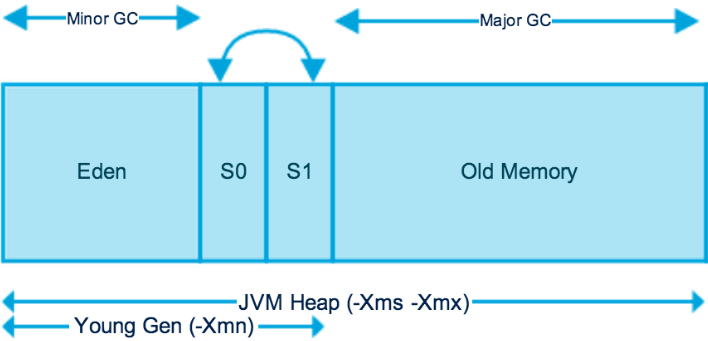 Minor GC
Major GC
Eden
S0
S1
Old Memory
JVM Heap (-Xms -Xmx)
Young Gen (-Xmn)